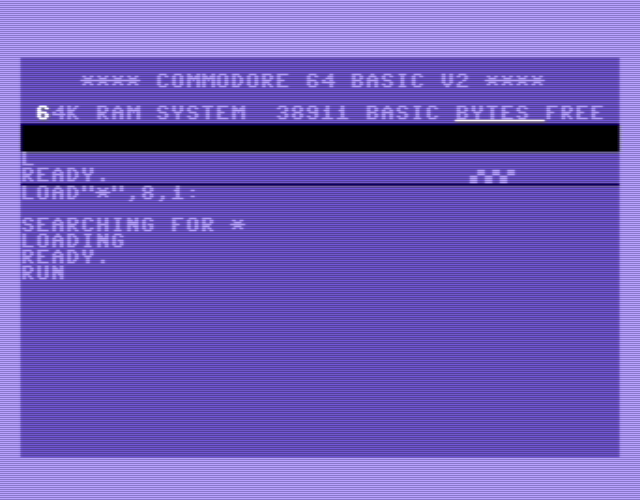 **** COMMODORE 64 BASIC V2 ****
64K RAM SYSTEM  38911 BASIC BYTES FREE
L
READY.
LOAD"*",8,1:
SEARCHING FOR *
LOADING
READY.
RUN